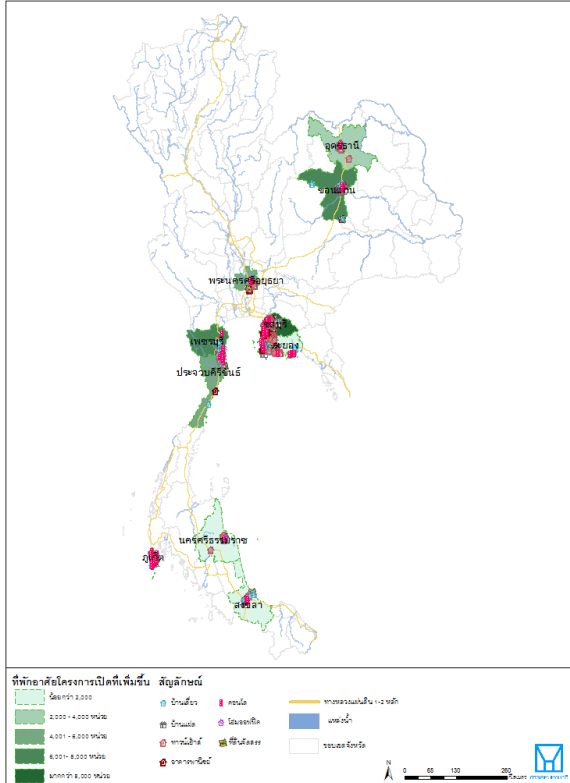 อุดรธานี
ขอนแก่น
พระนครศรีอยุธยา
ชลบุรี
ระยอง
เพชรบุรี
ประจวบคีรีขันธ์
นครศรีธรรมราช
ภูเก็ต
สงขลา
ที่พักอาศัยโครงการเปิดที่เพิ่มขึ้น
น้อยกว่า 2,000
2,000 - 4,000 หน่วย
4,001 - 6,000 หน่วย
6,001- 8,000 หน่วย
มากกว่า 8,000 หน่วย
สัญลักษณ์
บ้านเดี่ยว
บ้านแฝด
ทาวน์เฮ้าส์
อาคารพาณิชย์
คอนโด
โฮมออฟฟิศ
ที่ดินจัดสรร
ทางหลวงแผ่นดิน 1-2 หลัก
แหล่งน้ำ
ขอบเขตจังหวัด
N
0 65 130 260